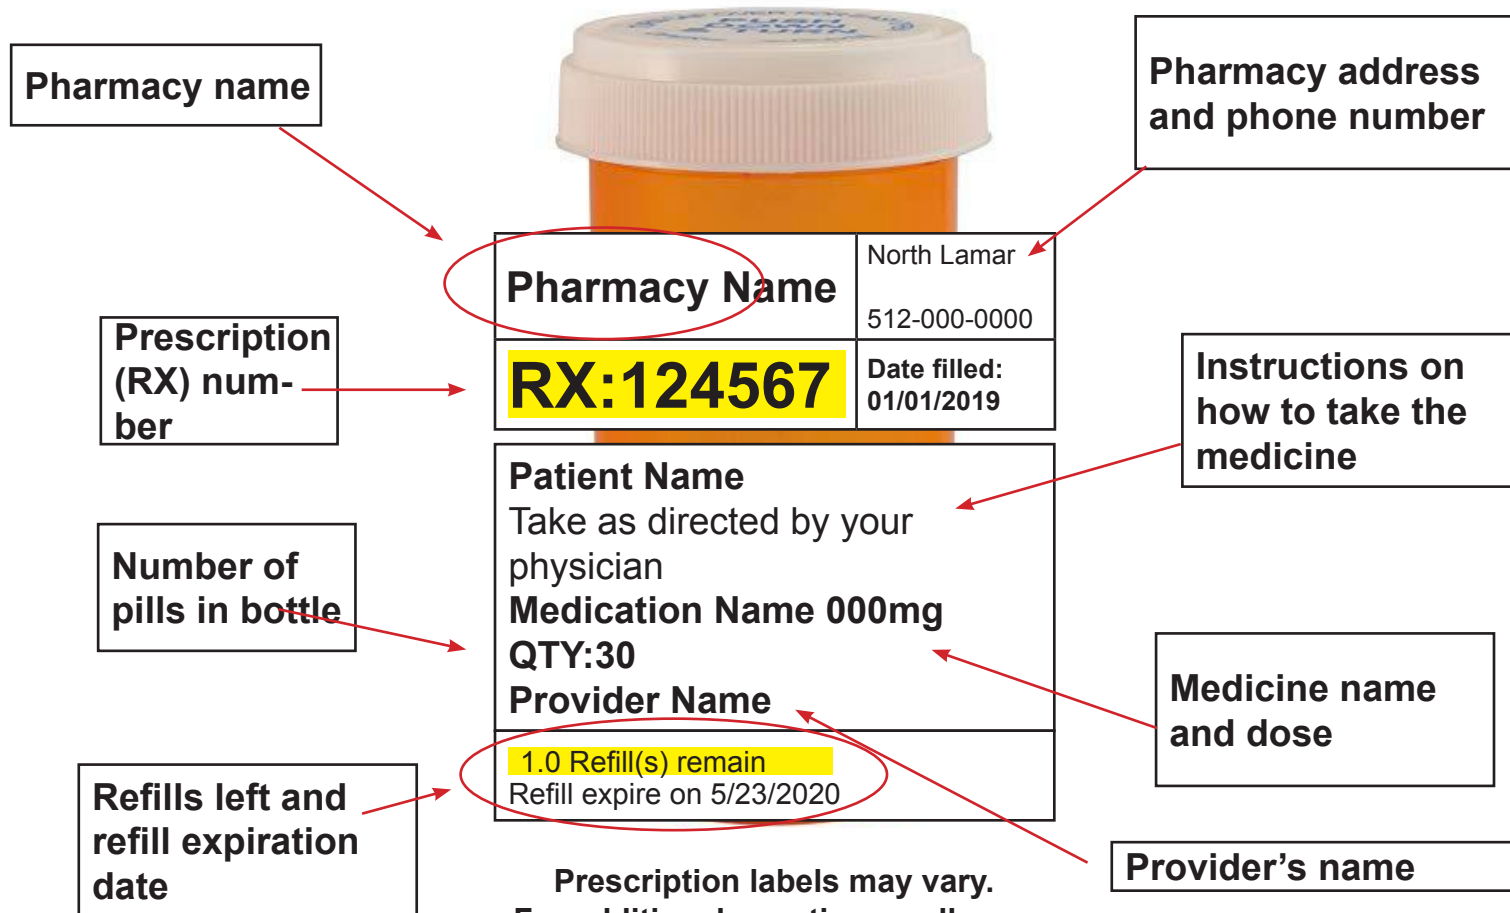 PUSH
DOWN
& TURN
Pharmacy name
Pharmacy address
and phone number
Pharmacy Name
North Lamar
512-000-0000
Prescription
(RX) num-
ber
RX:124567
Date filled:
01/01/2019
Instructions on
how to take the
medicine
Patient Name
Take as directed by your
physician
Medication Name 000mg
QTY:30
Provider Name
Number of
pills in bottle
Medicine name
and dose
1.0 Refill(s) remain
Refill expire on 5/23/2020
Refills left and
refill expiration
date
Provider’s name
Prescription labels may vary.